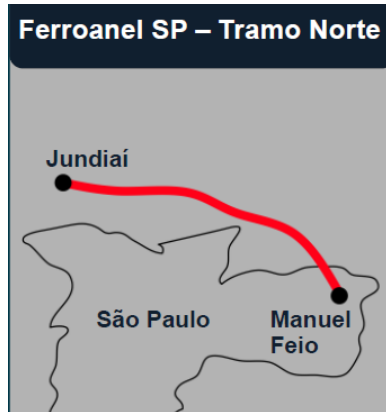 Ferroanel SP – Tramo Norte
Jundiaí
São Paulo
Manuel
Feio